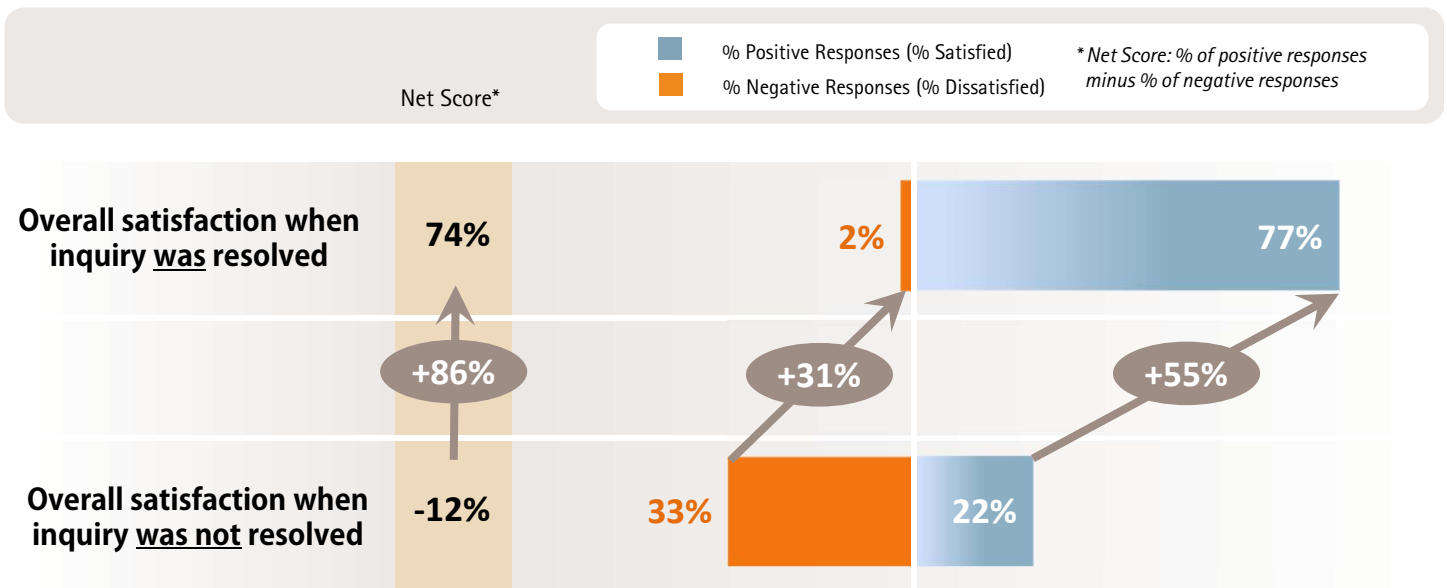 Net Score*
% Positive Responses (% Satisfied)
% Negative Responses (% Dissatisfied)
* Net Score: % of positive responses
minus % of negative responses
Overall satisfaction when
inquiry was resolved
74%
2%
77%
+86%
+31%
+55%
Overall satisfaction when
inquiry was not resolved
-12%
33%
22%